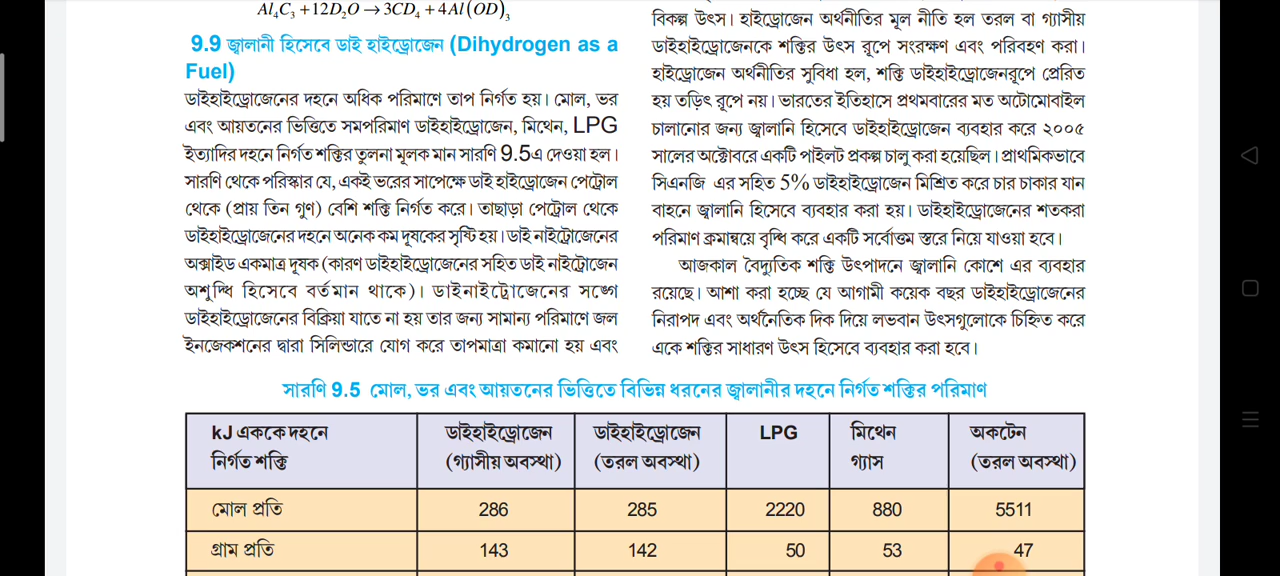 Al₄C₃ +12D₂O → 3CD₄ + 4Al(OD)₃
9.9 জ্বালানী হিসেবে ডাই হাইড্রোজেন (Dihydrogen as a
Fuel)
ডাইহাইড্রোজেনের দহনে অধিক পরিমাণে তাপ নির্গত হয়। মোল, ভর
এবং আয়তনের ভিত্তিতে সমপরিমাণ ডাইহাইড্রোজেন, মিথেন, LPG
ইত্যাদির দহনে নির্গত শক্তির তুলনা মূলক মান সারণি 9.5এ দেওয়া হল।
সারণি থেকে পরিস্কার যে, একই ভরের সাপেক্ষে ডাই হাইড্রোজেন পেট্রোল
থেকে (প্রায় তিন গুণ) বেশি শক্তি নির্গত করে। তাছাড়া পেট্রোল থেকে
ডাইহাইড্রোজেনের দহনে অনেক কম দূষকের সৃষ্টি হয়। ডাই নাইট্রোজেনের
অক্সাইড একমাত্র দূষক (কারণ ডাইহাইড্রোজেনের সহিত ডাই নাইট্রোজেন
অশুদ্ধি হিসেবে বর্তমান থাকে)। ডাইনাইট্রোজেনের সঙ্গে
ডাইহাইড্রোজেনের বিক্রিয়া যাতে না হয় তার জন্য সামান্য পরিমাণে জল
ইনজেকশনের দ্বারা সিলিন্ডারে যোগ করে তাপমাত্রা কমানো হয় এবং
বিকল্প উৎস। হাইড্রোজেন অর্থনীতির মূল নীতি হল তরল বা গ্যাসীয়
ডাইহাইড্রোজেনকে শক্তির উৎস রূপে সংরক্ষণ এবং পরিবহণ করা।
হাইড্রোজেন অর্থনীতির সুবিধা হল, শক্তি ডাইহাইড্রোজেনরূপে প্রেরিত
হয় তড়িৎ রূপে নয়। ভারতের ইতিহাসে প্রথমবারের মত অটোমোবাইল
চালানোর জন্য জ্বালানি হিসেবে ডাইহাইড্রোজেন ব্যবহার করে ২০০৫
সালের অক্টোবরে একটি পাইলট প্রকল্প চালু করা হয়েছিল। প্রাথমিকভাবে
সিএনজি এর সহিত 5% ডাইহাইড্রোজেন মিশ্রিত করে চার চাকার যান
বাহনে জ্বালানি হিসেবে ব্যবহার করা হয়। ডাইহাইড্রোজেনের শতকরা
পরিমাণ ক্রমান্বয়ে বৃদ্ধি করে একটি সর্বোত্তম স্তরে নিয়ে যাওয়া হবে।
আজকাল বৈদ্যুতিক শক্তি উৎপাদনে জ্বালানি কোশে এর ব্যবহার
রয়েছে। আশা করা হচ্ছে যে আগামী কয়েক বছর ডাইহাইড্রোজেনের
নিরাপদ এবং অর্থনৈতিক দিক দিয়ে লভবান উৎসগুলোকে চিহ্নিত করে
একে শক্তির সাধারণ উৎস হিসেবে ব্যবহার করা হবে।
সারণি 9.5 মোল, ভর এবং আয়তনের ভিত্তিতে বিভিন্ন ধরনের জ্বালানীর দহনে নির্গত শক্তির পরিমাণ
kJ এককে দহনে ডাইহাইড্রোজেন ডাইহাইড্রোজেন LPG মিথেন অকটেন
নির্গত শক্তি (গ্যাসীয় অবস্থা) (তরল অবস্থা) গ্যাস (তরল অবস্থা)
মোল প্রতি 286 285 2220 880 5511
গ্রাম প্রতি 143 142 50 53 47